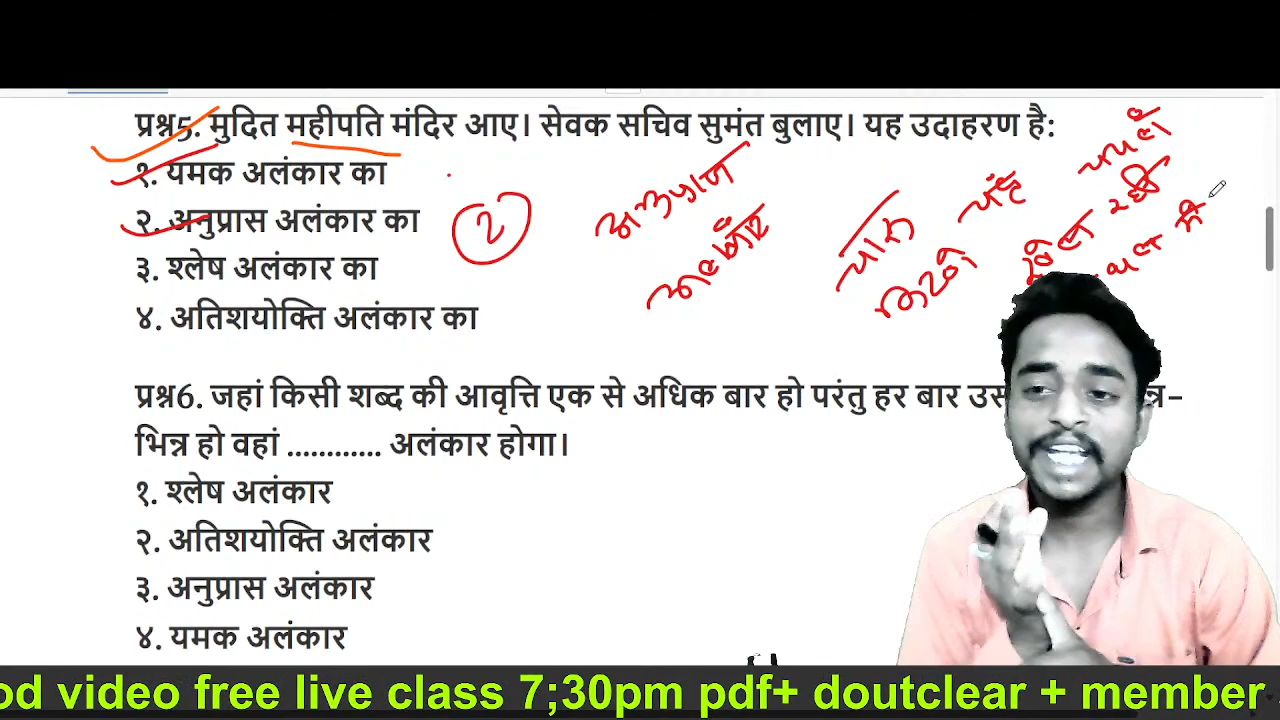 प्रश्न5. मुदित महीपति मंदिर आए। सेवक सचिव सुमंत बुलाए। यह उदाहरण है:
१. यमक अलंकार का
२. अनुप्रास अलंकार का
३. श्लेष अलंकार का
४. अतिशयोक्ति अलंकार का
2
प्रश्न6. जहां किसी शब्द की आवृत्ति एक से अधिक बार हो परंतु हर बार
भिन्न हो वहां ............ अलंकार होगा।
१. श्लेष अलंकार
२. अतिशयोक्ति अलंकार
३. अनुप्रास अलंकार
४. यमक अलंकार
video free live class 7;30pm pdf+ doutclear + member